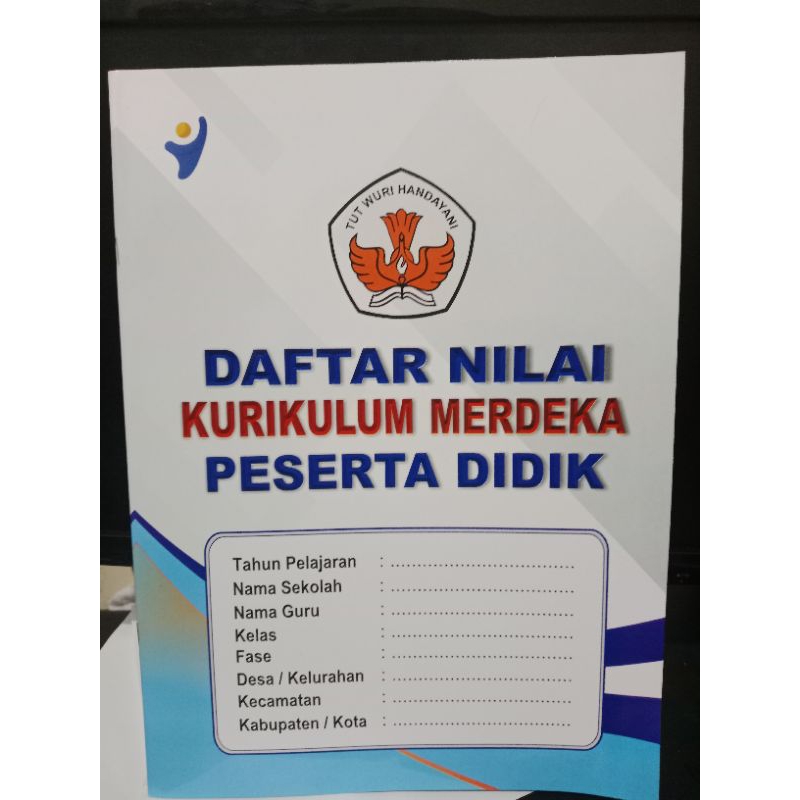 TUT WURI HANDAYANI
DAFTAR NILAI
KURIKULUM MERDEKA
PESERTA DIDIK
Tahun Pelajaran : ....................................
Nama Sekolah : ....................................
Nama Guru : ....................................
Kelas : ....................................
Fase : ....................................
Desa / Kelurahan : ....................................
Kecamatan : ....................................
Kabupaten / Kota : ....................................